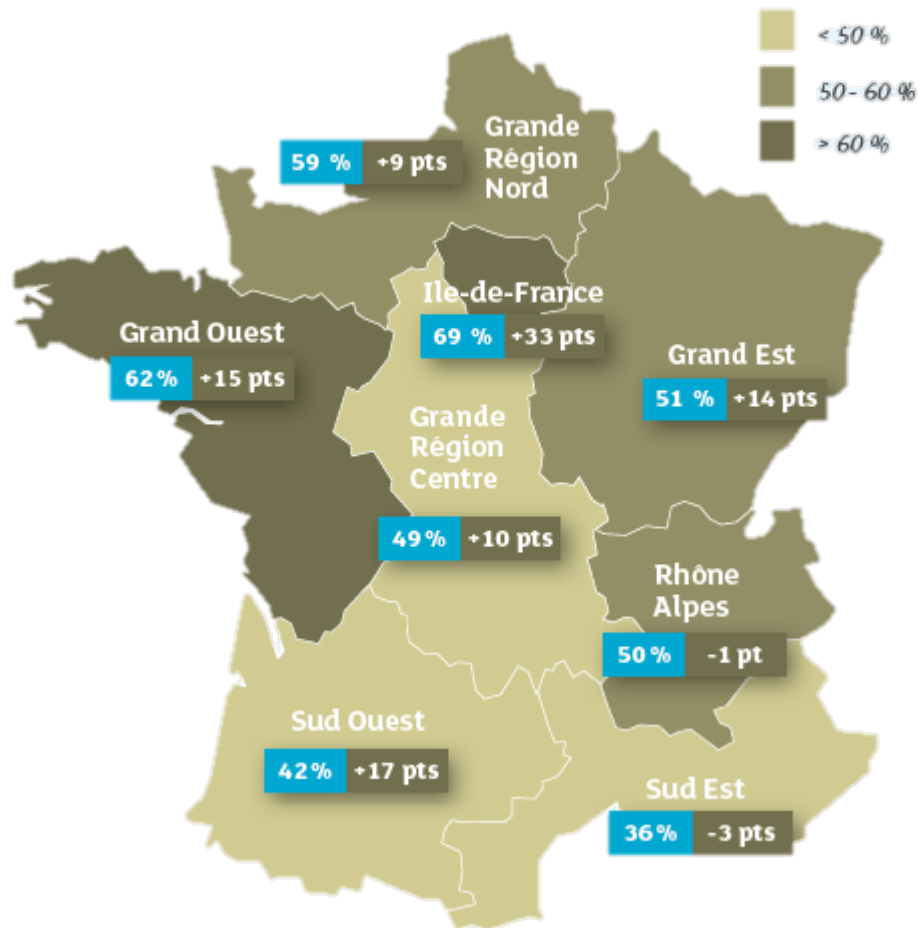 < 50 %
50 - 60 %
> 60 %
Grande
Région
Nord
59 % +9 pts
Ile-de-France
69 % +33 pts
Grand Ouest
62% +15 pts
Grand Est
51 % +14 pts
Grande
Région
Centre
49% +10 pts
Rhône
Alpes
50% -1 pt
Sud Ouest
42% +17 pts
Sud Est
36% -3 pts